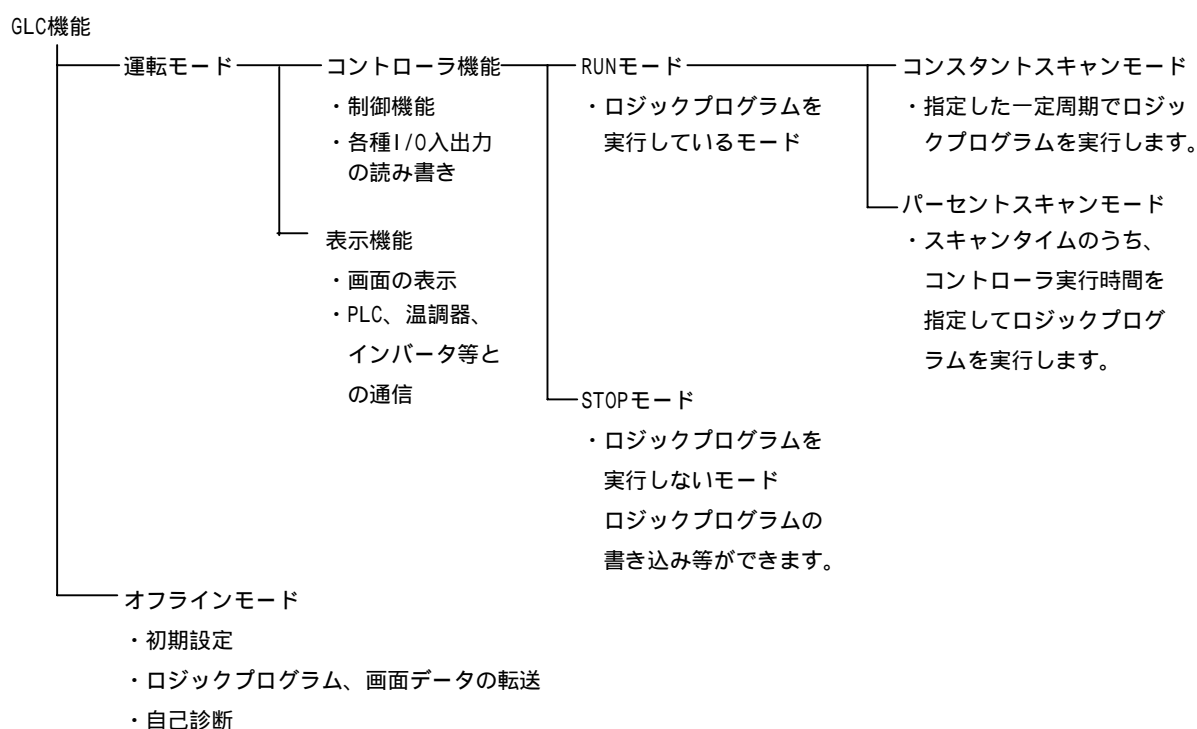 GLC機能
運転モード
コントローラ機能
・制御機能
・各種I/O入出力
の読み書き
表示機能
・画面の表示
・PLC、温調器、
インバータ等と
の通信
RUNモード
・ロジックプログラムを
実行しているモード
コンスタントスキャンモード
・指定した一定周期でロジッ
クプログラムを実行します。
パーセントスキャンモード
・スキャンタイムのうち、
コントローラ実行時間を
指定してロジックプログ
ラムを実行します。
STOPモード
・ロジックプログラムを
実行しないモード
ロジックプログラムの
書き込み等ができます。
オフラインモード
・初期設定
・ロジックプログラム、画面データの転送
・自己診断